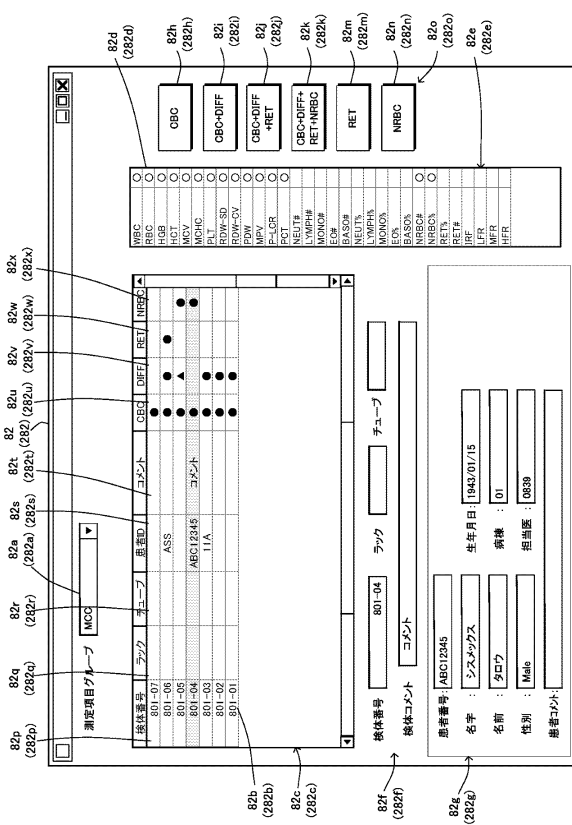 82p
(282p)
82q
(282q)
82r
(282r)
82a
(282a)
82s
(282s)
82t
(282t)
82
(282)
82u
(282u)
82v
(282v)
82w
(282w)
82x
(282x)
82d
(282d)
測定項目グループ MCC ▼
検体番号 ラック チューブ 患者ID コメント CBC DIFF RET NRBC
801-07 ●
801-06 ASS ● ● ●
801-05 ● ▲ ●
801-04 ABC12345 コメント ● ●
801-03 11A ● ●
801-02 ● ●
801-01 ● ●
82b
(282b)
82c
(282c)
WBC ○
RBC ○
HGB ○
HCT ○
MCV ○
MCHC ○
PLT ○
RDW-SD ○
RDW-CV ○
PDW ○
MPV ○
P-LCR ○
PCT ○
NEUT#
LYMPH#
MONO#
EO#
BASO#
NEUT%
LYMPH%
MONO%
EO%
BASO%
NRBC# ○
NRBC% ○
RET%
RET#
IRF
LFR
MFR
HFR
CBC
CBC+DIFF
CBC+DIFF
+RET
CBC+DIFF+
RET+NRBC
RET
NRBC
82h
(282h)
82i
(282i)
82j
(282j)
82k
(282k)
82m
(282m)
82n
(282n)
82o
(282o)
82e
(282e)
検体番号 801-04 ラック チューブ
検体コメント コメント
82f
(282f)
患者番号: ABC12345
名字 : シスメックス 生年月日: 1943/01/15
名前 : タロウ 病棟 : 01
性別 : Male 担当医 : 0839
患者コメント:
82g
(282g)